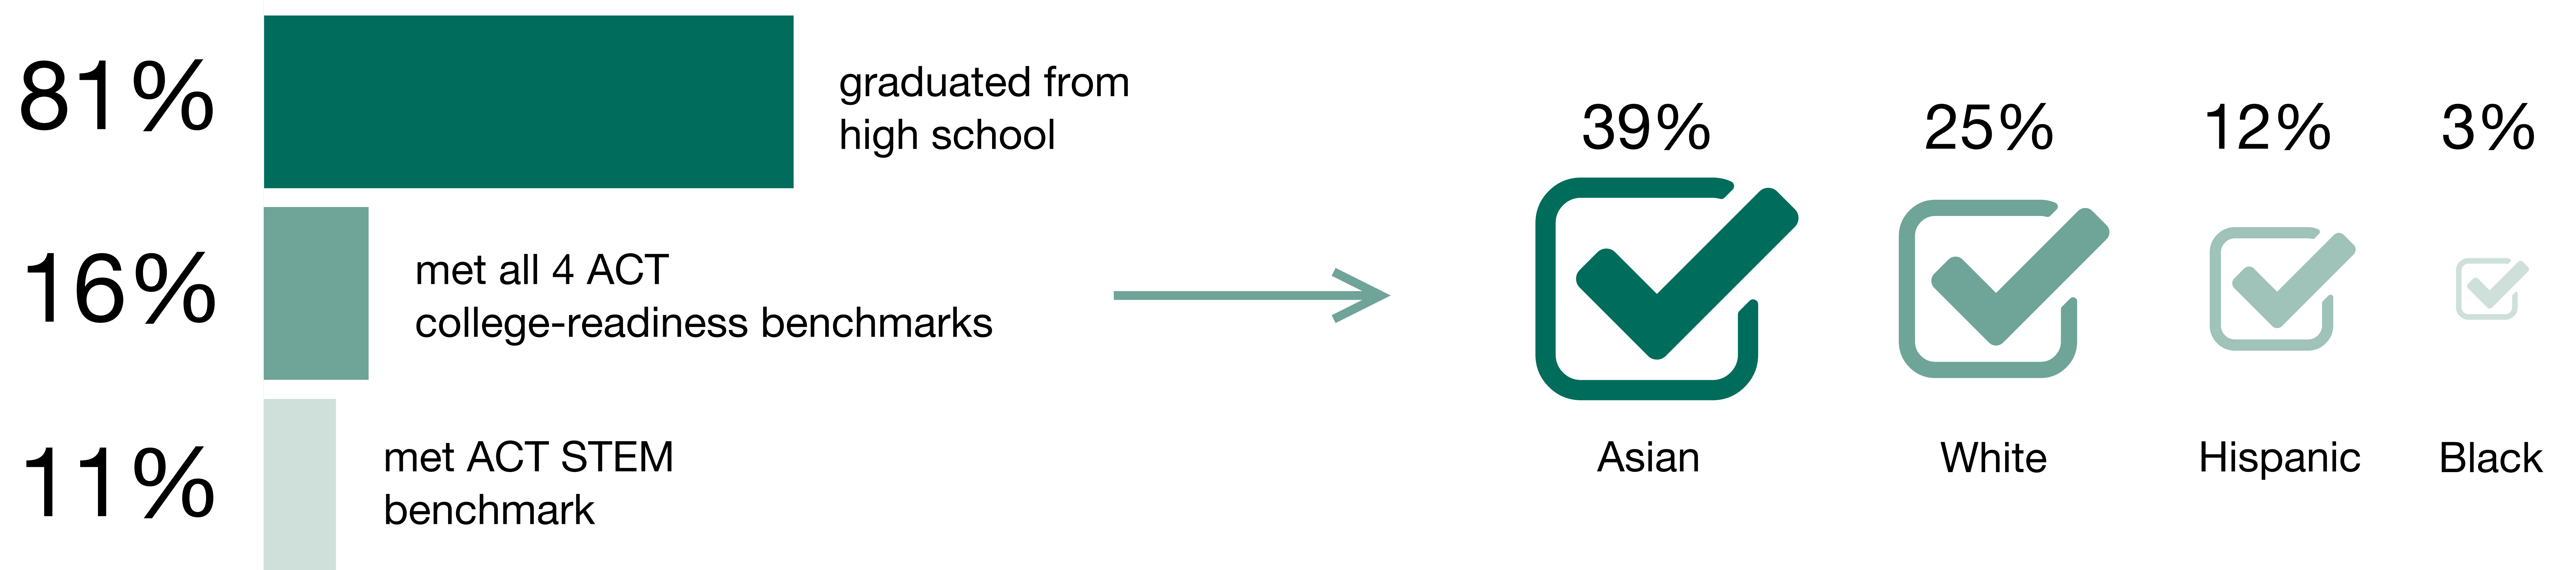 81%
graduated from
high school
16%
met all 4 ACT
college-readiness benchmarks
11%
met ACT STEM
benchmark
39%
25%
12%
3%
Asian
White
Hispanic
Black